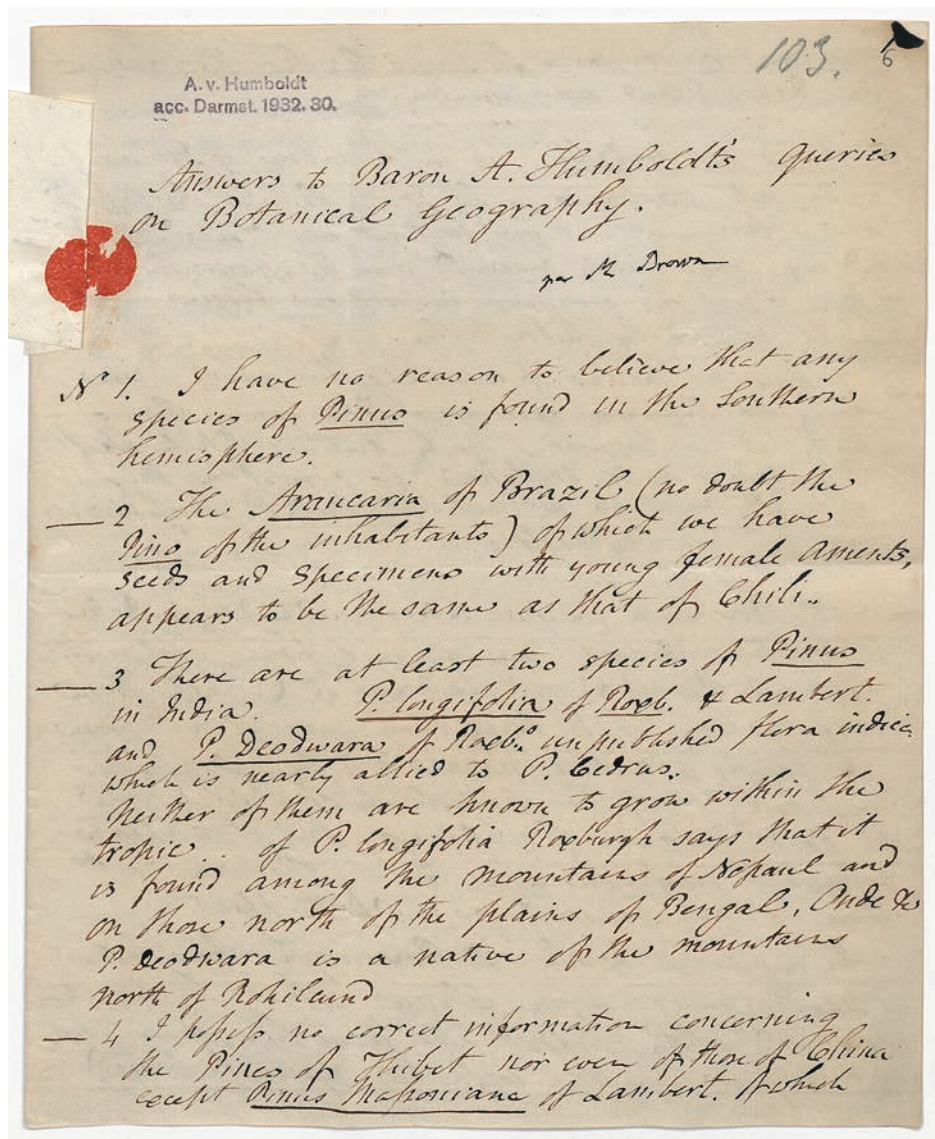 103.
6
A. v. Humboldt
acc. Darmst. 1932. 30.
Answers to Baron A. Humboldt's queries
on Botanical Geography.
par Mr Brown
No 1. I have no reason to believe that any
species of Pinus is found in the Southern
hemisphere.
— 2 The Araucaria of Brazil (no doubt the
Pino of the inhabitants) of which we have
seeds and specimens with young female aments,
appears to be the same as that of Chili..
— 3 There are at least two species of Pinus
in India. P. longifolia of Roxb. & Lambert.
and P. Deodwara of Roxb.o unpublished flora indica
which is nearly allied to P. Cedrus.
Neither of them are known to grow within the
tropic .. of P. longifolia Roxburgh says that it
is found among the mountains of Nepaul and
on those north of the plains of Bengal, Oude &c
P. Deodwara is a native of the mountains
north of Rohilcund
— 4 I possess no correct information concerning
the Pines of Thibet nor even of those of China
except Pinus Massoniana of Lambert. of which